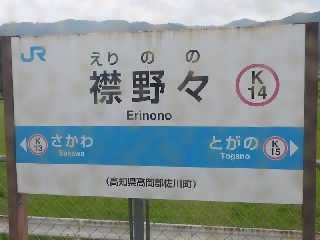 JR
えりのの
襟野々
K
14
Erinono
K
13
さかわ
Sakawa
とがの
Togano
K
15
(高知県高岡郡佐川町)